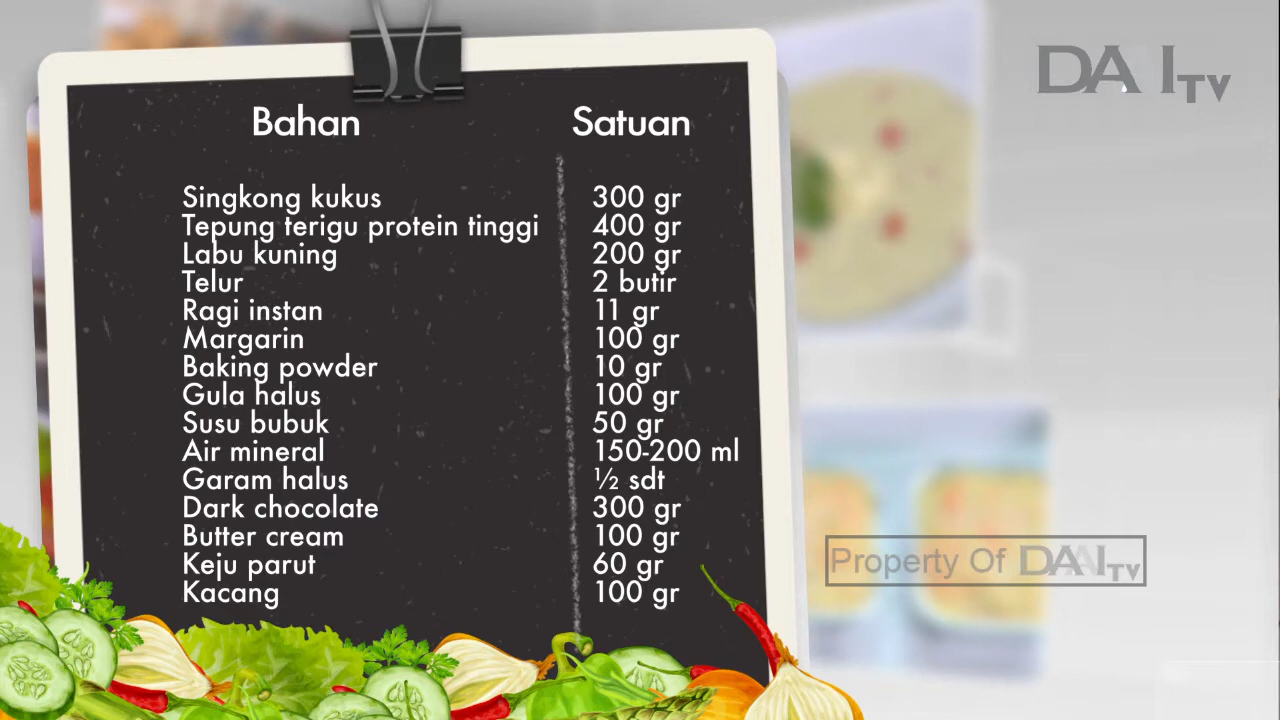 DAAI TV
Bahan Satuan
Singkong kukus 300 gr
Tepung terigu protein tinggi 400 gr
Labu kuning 200 gr
Telur 2 butir
Ragi instan 11 gr
Margarin 100 gr
Baking powder 10 gr
Gula halus 100 gr
Susu bubuk 50 gr
Air mineral 150-200 ml
Garam halus ½ sdt
Dark chocolate 300 gr
Butter cream 100 gr
Keju parut 60 gr
Kacang 100 gr
Property Of DAAI TV